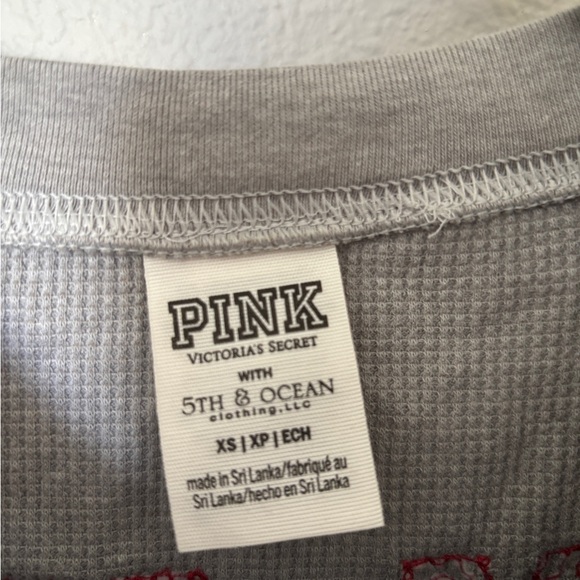 PINK
VICTORIA'S SECRET
WITH
5TH & OCEAN
clothing, LLC
XS | XP | ECH
made in Sri Lanka/fabriqué au
Sri Lanka/hecho en Sri Lanka